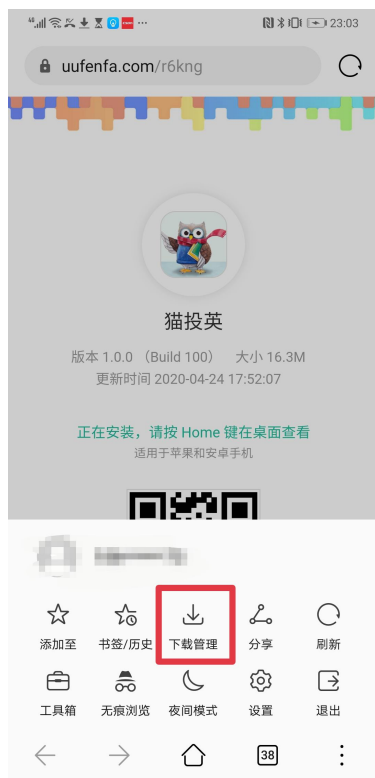 23:03
uufenfa.com/r6kng
猫投英
版本 1.0.0 （Build 100） 大小 16.3M
更新时间 2020-04-24 17:52:07
正在安装，请按 Home 键在桌面查看
适用于苹果和安卓手机
添加至 书签/历史 下载管理 分享 刷新
工具箱 无痕浏览 夜间模式 设置 退出
38